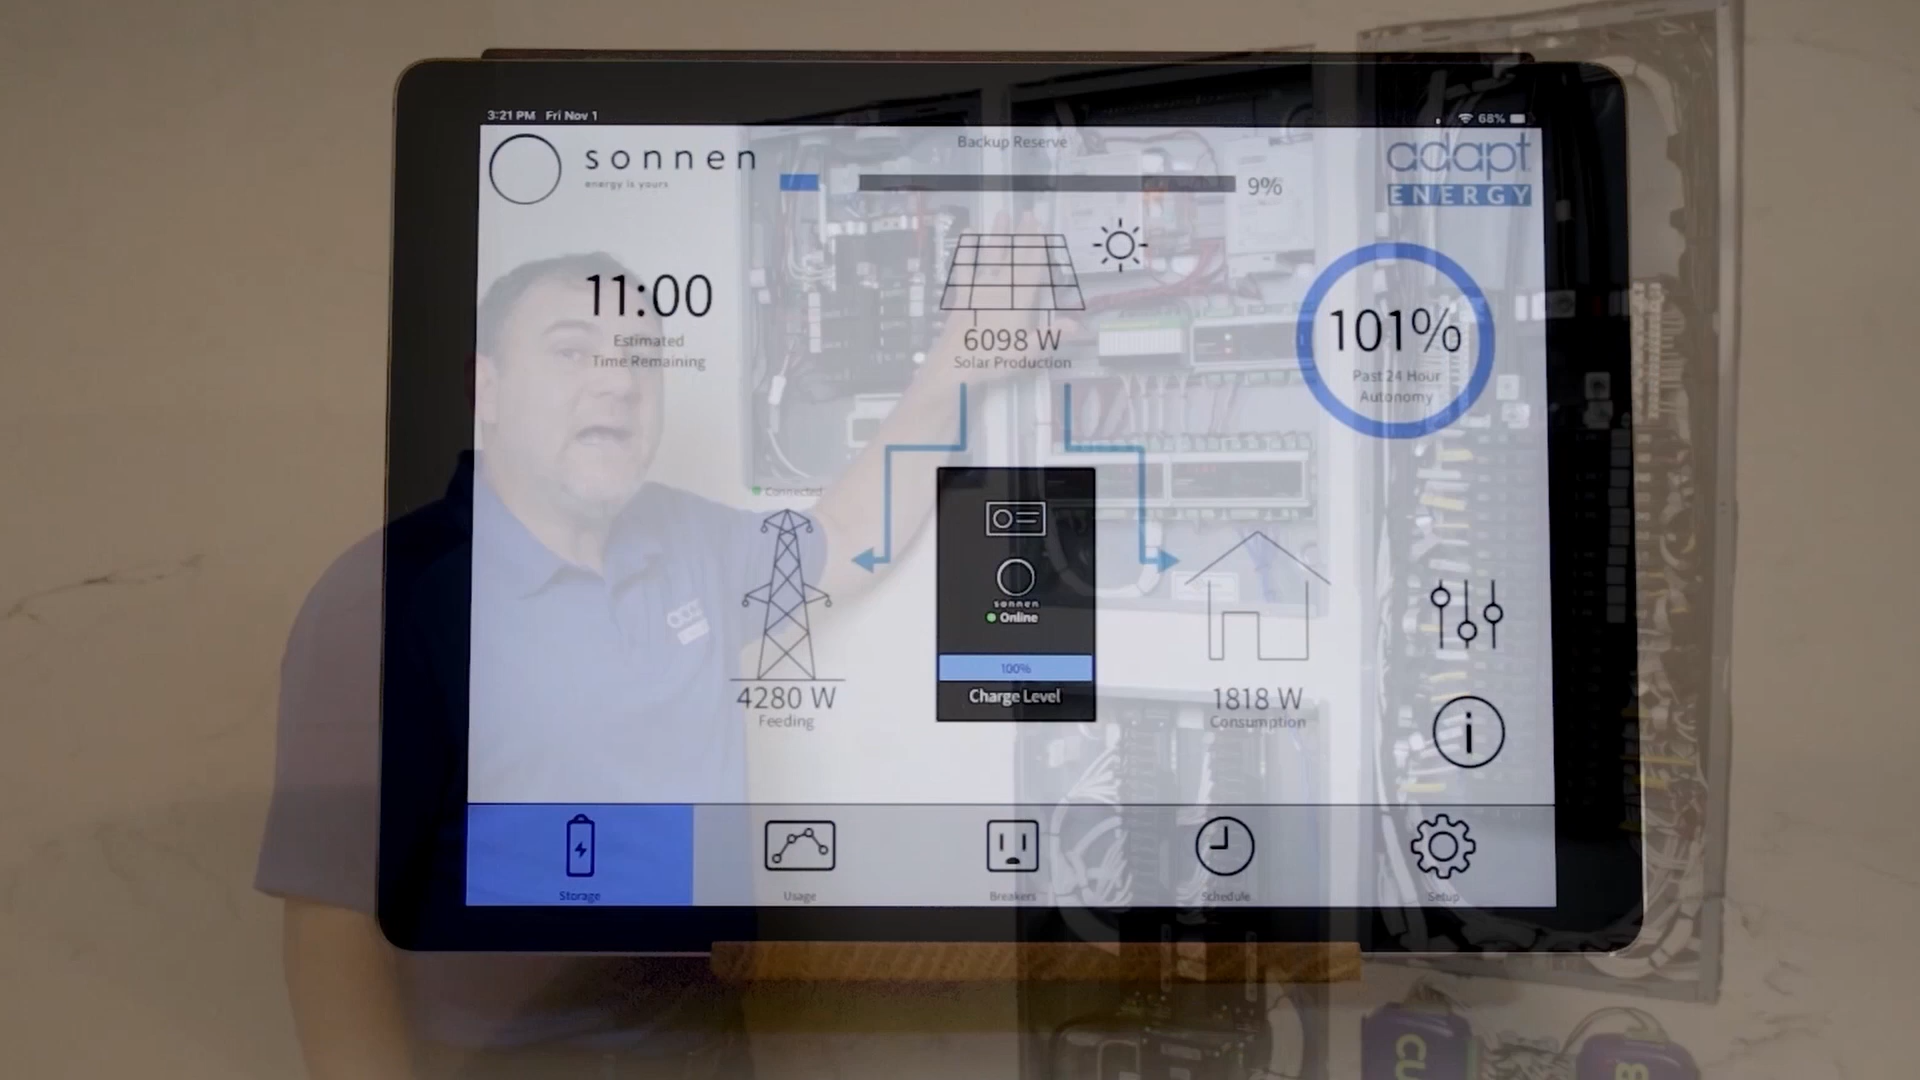 3:21 PM Fri Nov 1
68%
sonnen
energy is yours
Backup Reserve
9%
adapt
ENERGY
11:00
Estimated
Time Remaining
6098 W
Solar Production
101%
Past 24 Hour
Autonomy
Connected
sonnen
Online
100%
Charge Level
4280 W
Feeding
1818 W
Consumption
Storage
Usage
Breakers
Schedule
Setup